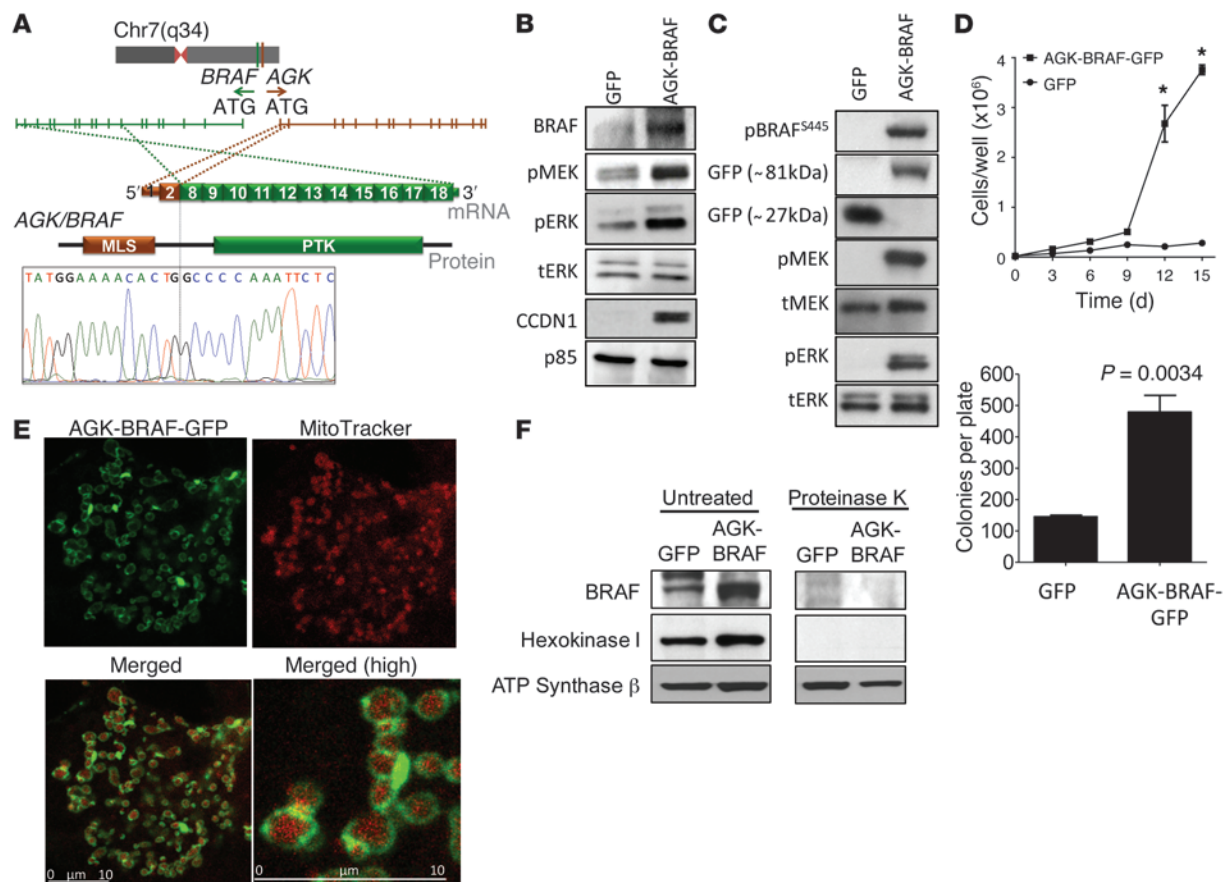 A
Chr7(q34)
BRAF AGK
ATG ATG
5′ 1 2 8 9 10 11 12 13 14 15 16 17 18 3′
mRNA
AGK/BRAF
MLS PTK
Protein
TATGGAAAACACTGGCCCCAAATTCTC
B
GFP
AGK-BRAF
BRAF
pMEK
pERK
tERK
CCDN1
p85
C
GFP
AGK-BRAF
pBRAFS445
GFP (~81kDa)
GFP (~27kDa)
pMEK
tMEK
pERK
tERK
D
AGK-BRAF-GFP
GFP
Cells/well (x10⁶)
4
3
2
1
0
* *
0 3 6 9 12 15
Time (d)
P = 0.0034
Colonies per plate
600
500
400
300
200
100
0
GFP AGK-BRAF-
GFP
E
AGK-BRAF-GFP MitoTracker
Merged Merged (high)
0 µm 10
0 µm 10
F
Untreated Proteinase K
GFP AGK-
BRAF
GFP AGK-
BRAF
BRAF
Hexokinase I
ATP Synthase β